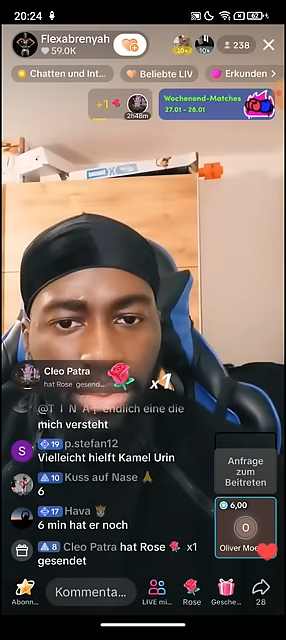 20:24
62
Flexabrenyah
59.0K
10+
10+
238
Chatten und Int...
Beliebte LIV
Erkunden
+1
2h48m
Wochenend-Matches
27.01 - 28.01
Cleo Patra
hat Rose gesend...
x1
@T I N A endlich eine die
mich versteht
S
19 p.stefan12
Vielleicht hielft Kamel Urin
10 Kuss auf Nase
6
17 Hava
6 min hat er noch
8 Cleo Patra hat Rose x1
gesendet
Anfrage
zum
Beitreten
6,00
O
Oliver Moe
Abonn...
Kommenta...
LIVE mi...
Rose
Gesche...
28